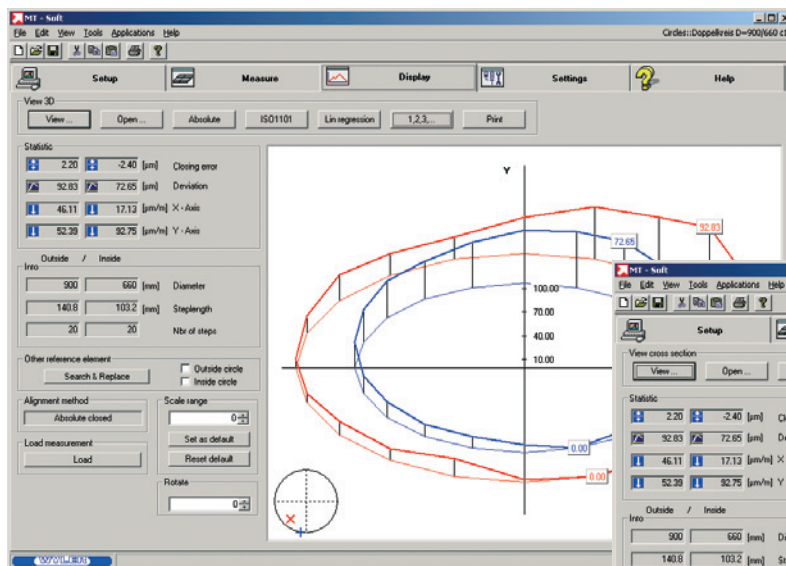 MT - Soft
File Edit View Tools Applications Help
Circles::Doppelkreis D=900/660 c1
Setup Measure Display Settings Help
View 3D
View ... Open ... Absolute ISO1101 Lin regression 1,2,3,... Print
Statistic
2.20 -2.40 [µm] Closing error
92.83 72.65 [µm] Deviation
46.11 17.13 [µm/m] X - Axis
52.39 92.75 [µm/m] Y - Axis
Outside / Inside
Info
900 660 [mm] Diameter
140.8 103.2 [mm] Steplength
20 20 Nbr of steps
Other reference element
Search & Replace
Outside circle
Inside circle
Alignment method
Absolute closed
Load measurement
Load
Scale range
0
Set as default
Reset default
Rotate
0
WYLER
Y
92.83
72.65
100.00
70.00
40.00
10.00
0.00
0.00
MT - Soft
File Edit View Tools Applications Help
Setup
View cross section
View ... Open ...
Statistic
2.20 -2.40 [µm]
92.83 72.65 [µm]
46.11 17.13 [µm/m] X
52.39 92.75 [µm/m] Y
Outside / Inside
Info
900 660 [mm]
140.8 103.2 [mm]